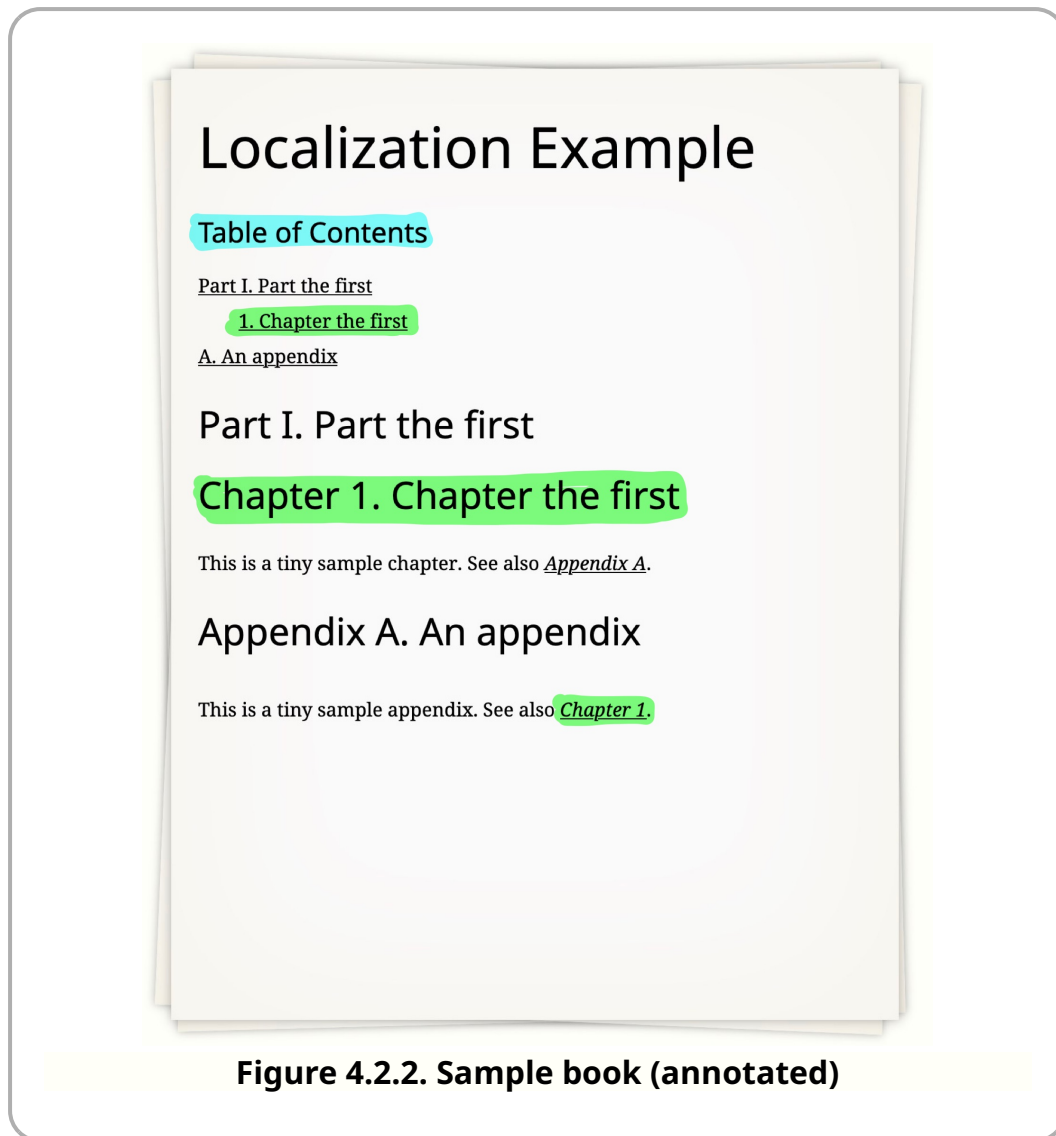 Localization Example
Table of Contents
Part I. Part the first
1. Chapter the first
A. An appendix
Part I. Part the first
Chapter 1. Chapter the first
This is a tiny sample chapter. See also Appendix A.
Appendix A. An appendix
This is a tiny sample appendix. See also Chapter 1.
Figure 4.2.2. Sample book (annotated)